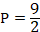 P = 9/2